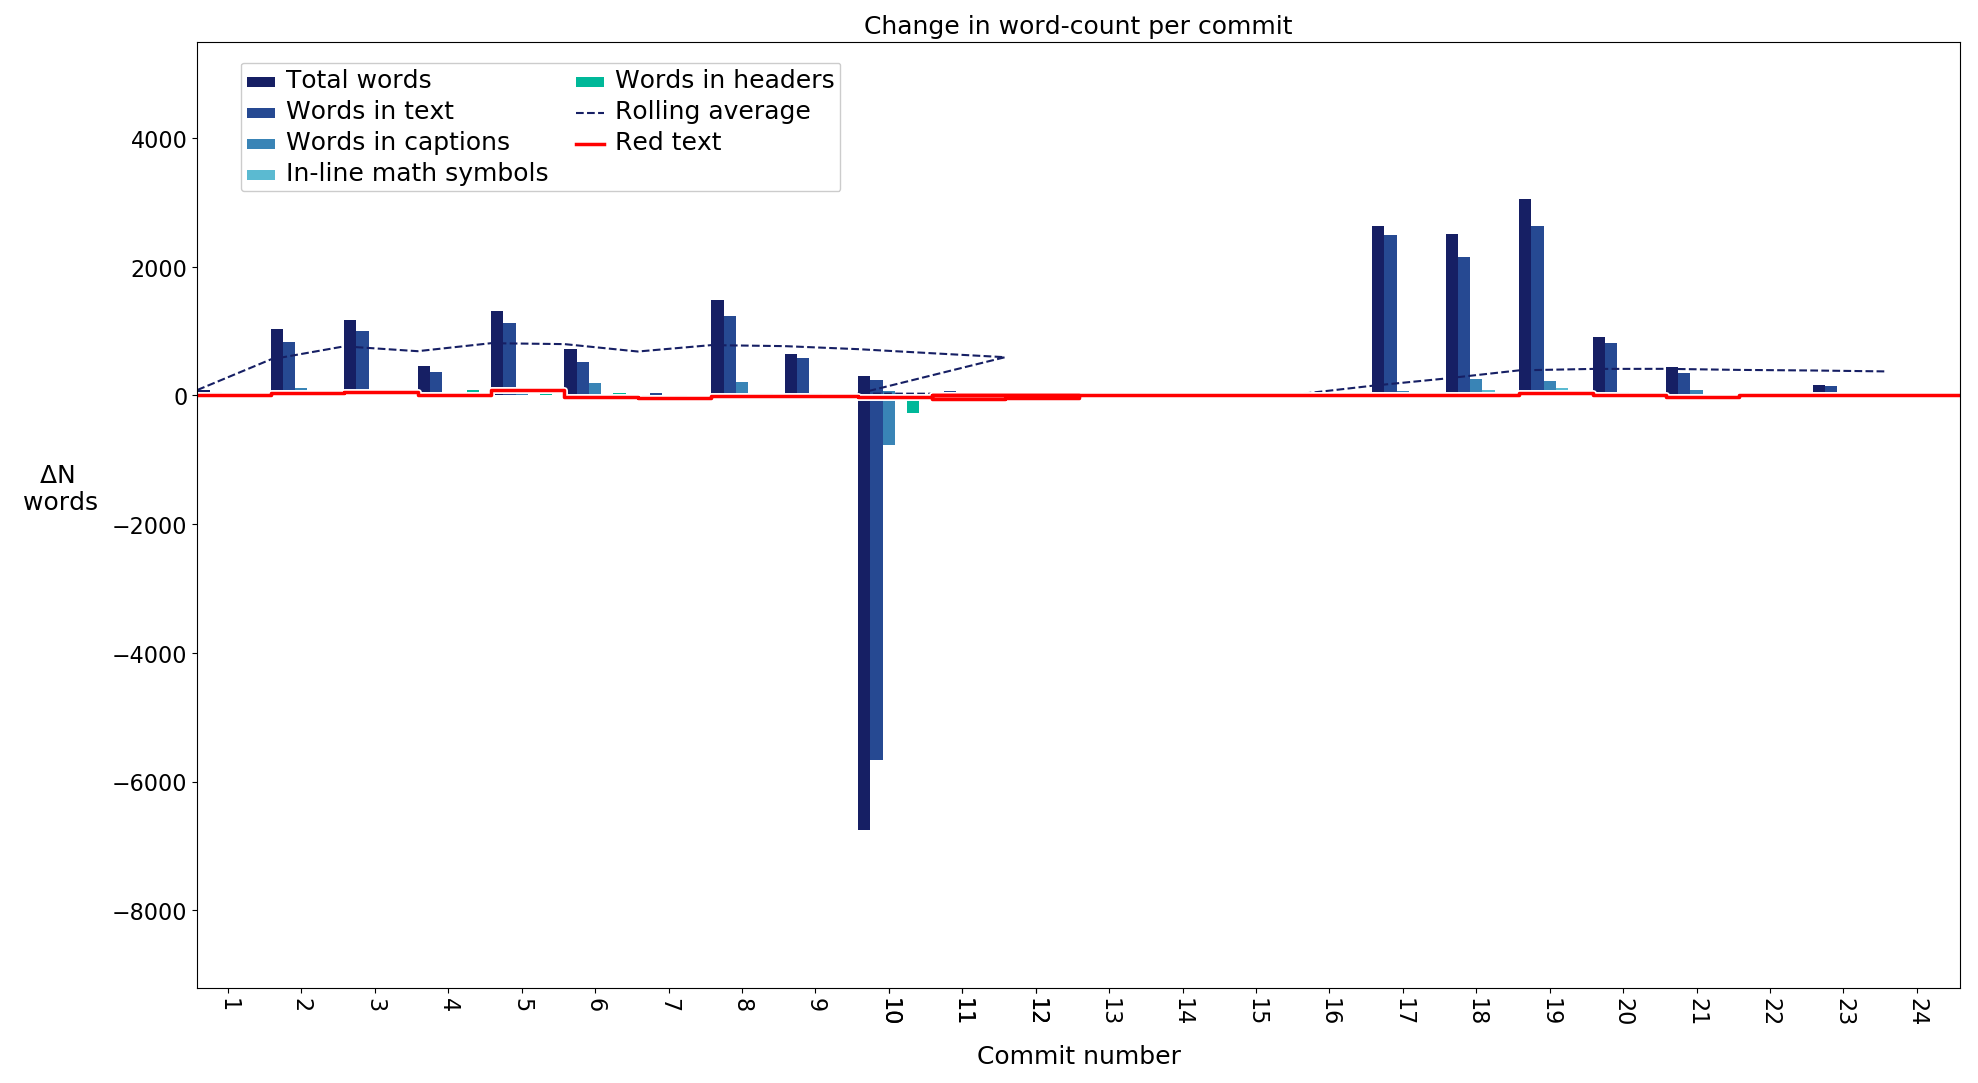 Change in word-count per commit
Total words
Words in text
Words in captions
In-line math symbols
Words in headers
Rolling average
Red text
4000
2000
0
−2000
−4000
−6000
−8000
ΔN
words
1 2 3 4 5 6 7 8 9 10 11 12 13 14 15 16 17 18 19 20 21 22 23 24
Commit number